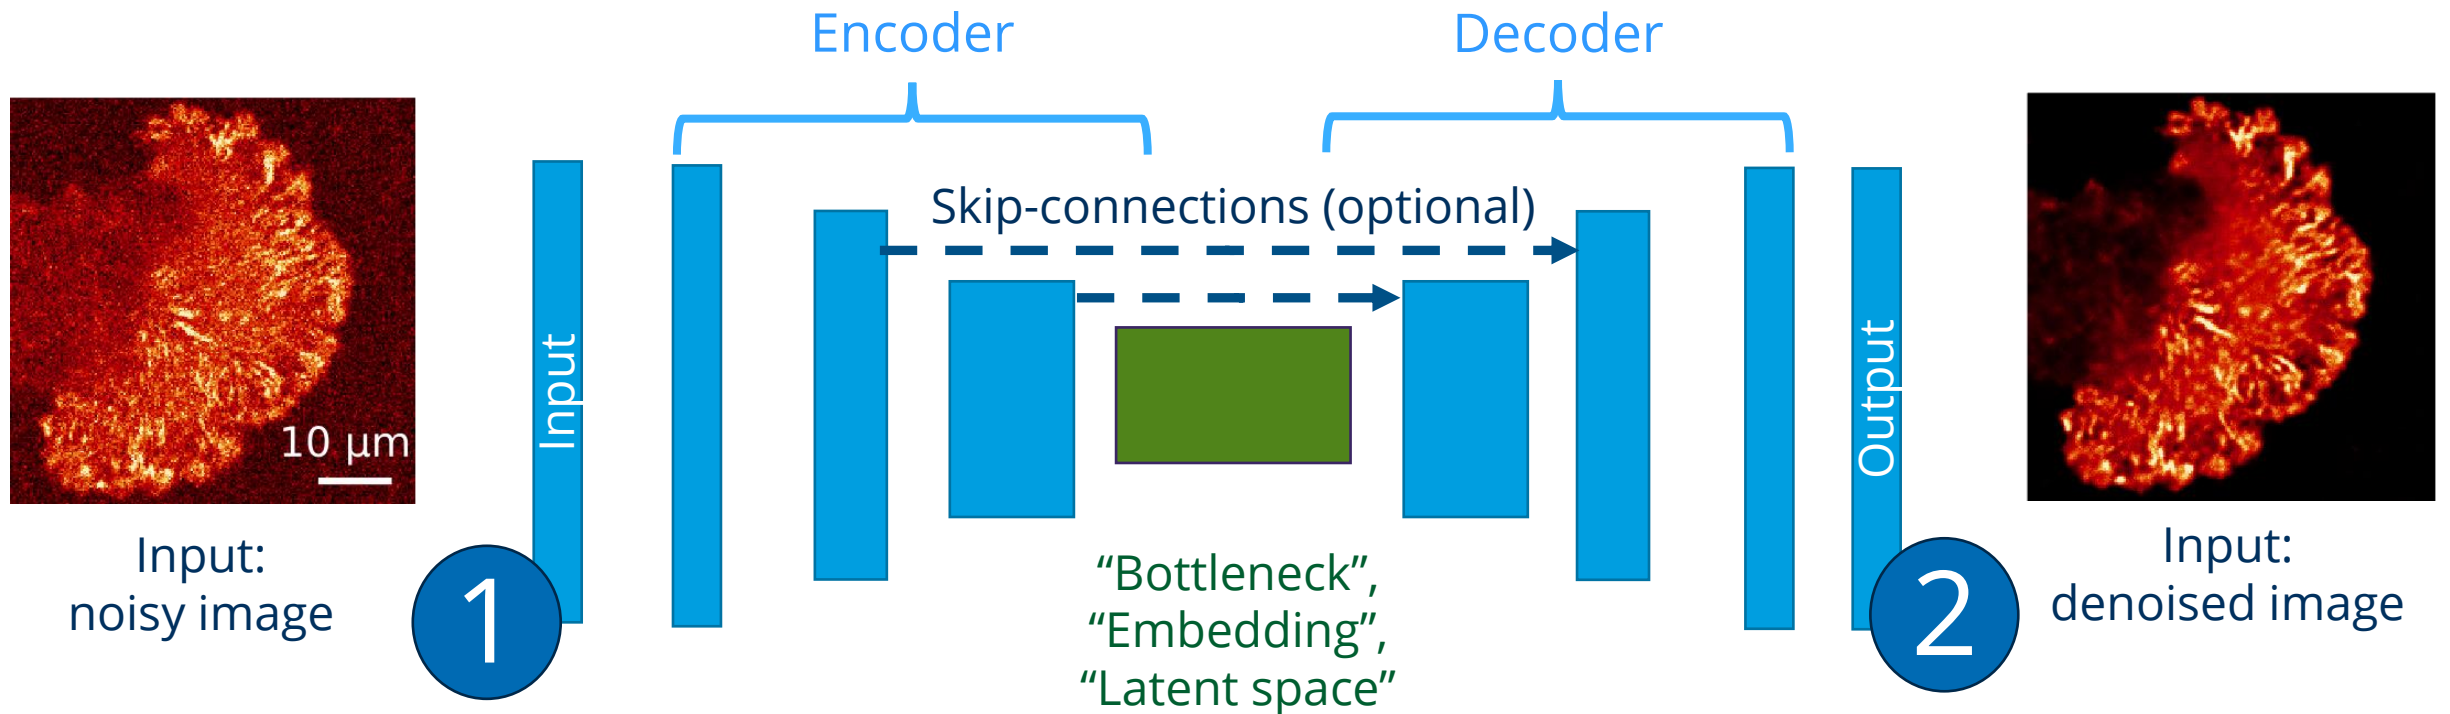 Encoder
Decoder
Skip-connections (optional)
Input
Output
10 µm
Input:
noisy image
1
“Bottleneck”,
“Embedding”,
“Latent space”
2
Input:
denoised image